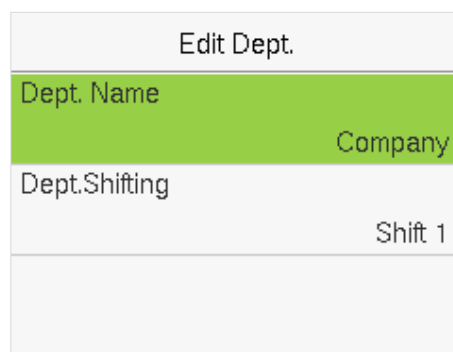 Edit Dept.
Dept. Name
Company
Dept.Shifting
Shift 1